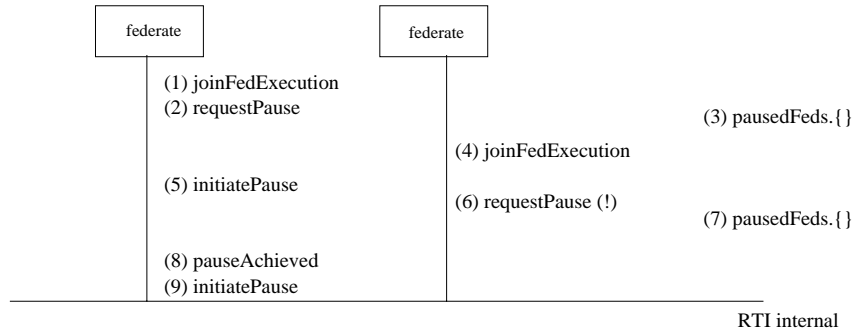 federate
federate
(1) joinFedExecution
(2) requestPause
(3) pausedFeds.{}
(4) joinFedExecution
(5) initiatePause
(6) requestPause (!)
(7) pausedFeds.{}
(8) pauseAchieved
(9) initiatePause
RTI internal